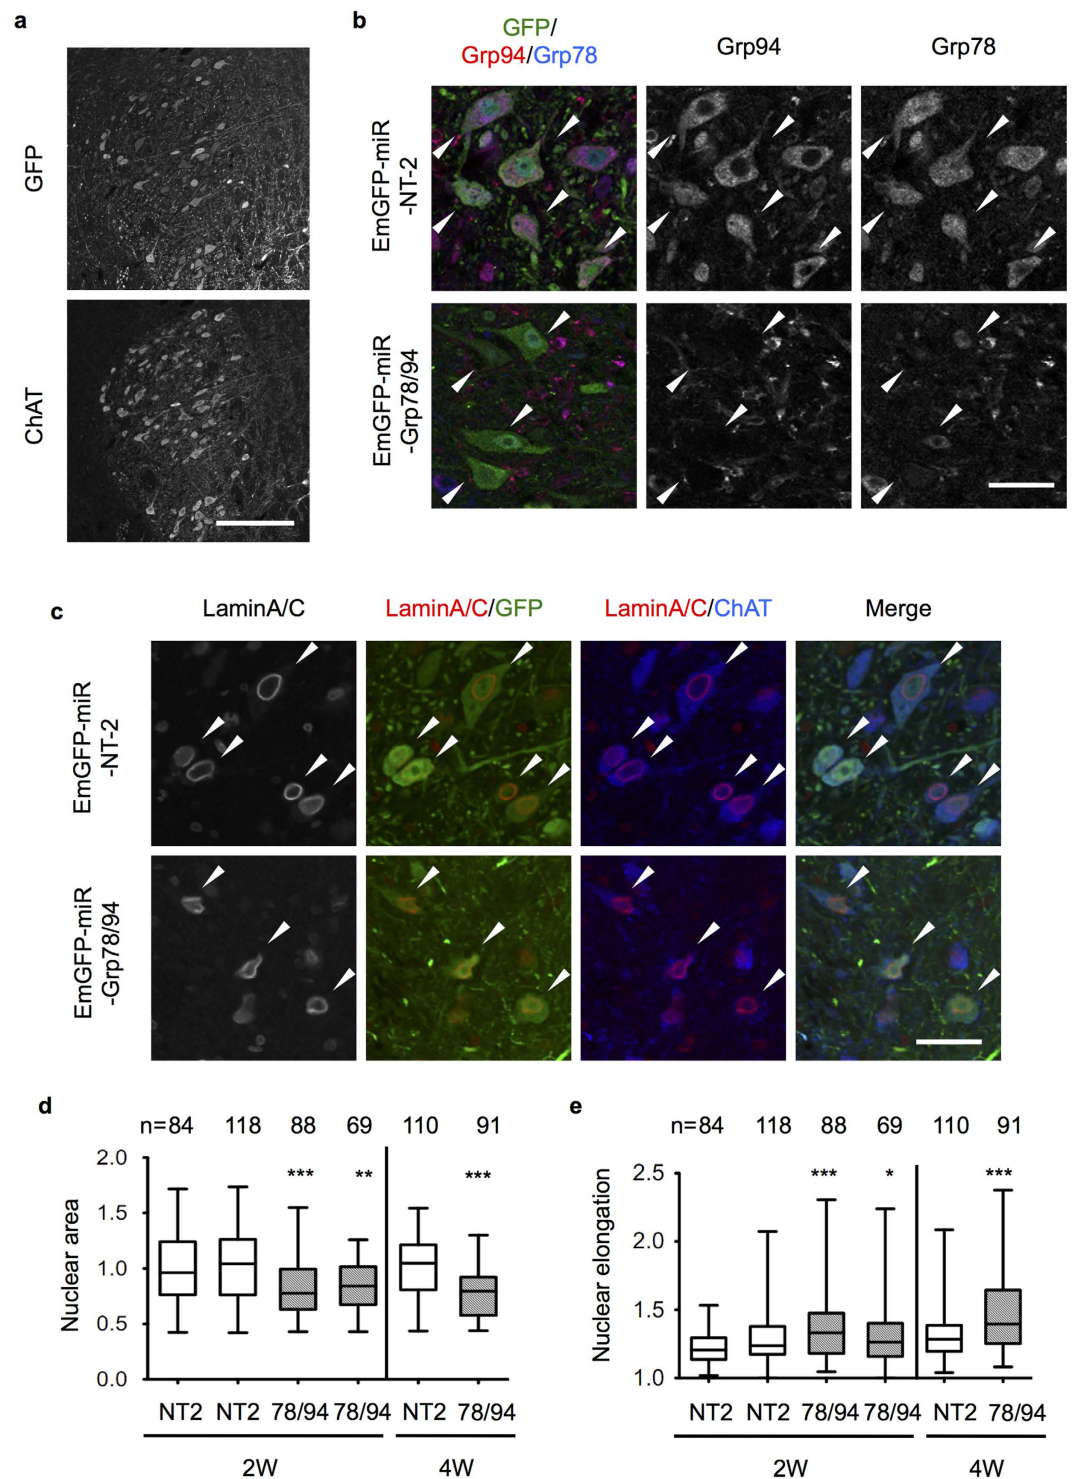 a
GFP
ChAT
b
GFP/
Grp94/Grp78
Grp94
Grp78
EmGFP-miR
-NT-2
EmGFP-miR
-Grp78/94
c
LaminA/C
LaminA/C/GFP
LaminA/C/ChAT
Merge
EmGFP-miR
-NT-2
EmGFP-miR
-Grp78/94
d
n=84 118 88 69 110 91
*** ** ***
Nuclear area
2.0
1.5
1.0
0.5
0.0
NT2 NT2 78/94 78/94 NT2 78/94
2W 4W
e
n=84 118 88 69 110 91
*** * ***
Nuclear elongation
2.5
2.0
1.5
1.0
NT2 NT2 78/94 78/94 NT2 78/94
2W 4W